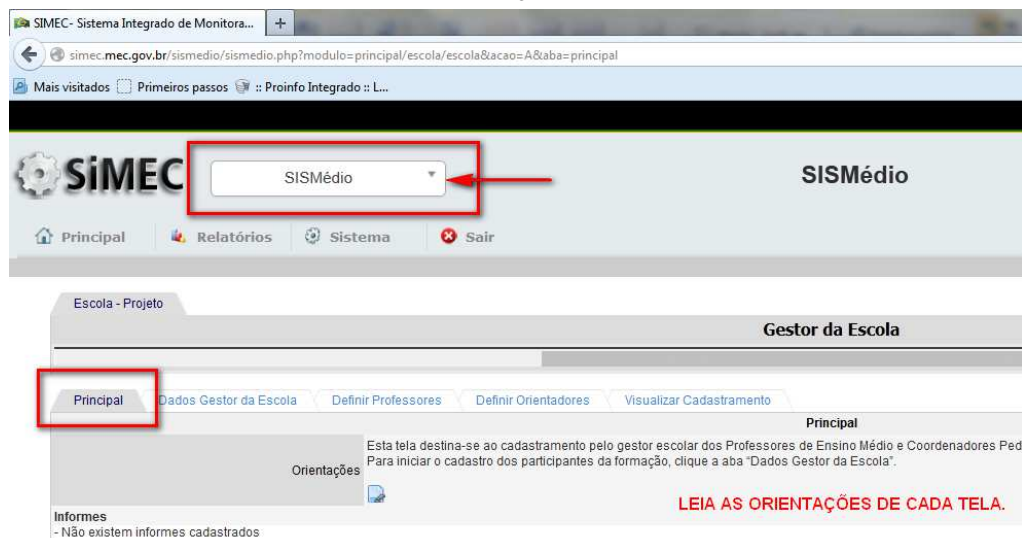 SIMEC- Sistema Integrado de Monitora... +
simec.mec.gov.br/sismedio/sismedio.php?modulo=principal/escola/escola&acao=A&aba=principal
Mais visitados Primeiros passos :: Proinfo Integrado :: L...
SiMEC SISMédio SISMédio
Principal Relatórios Sistema Sair
Escola - Projeto
Gestor da Escola
Principal Dados Gestor da Escola Definir Professores Definir Orientadores Visualizar Cadastramento
Principal
Orientações
Esta tela destina-se ao cadastramento pelo gestor escolar dos Professores de Ensino Médio e Coordenadores Ped
Para iniciar o cadastro dos participantes da formação, clique a aba "Dados Gestor da Escola".
LEIA AS ORIENTAÇÕES DE CADA TELA.
Informes
- Não existem informes cadastrados